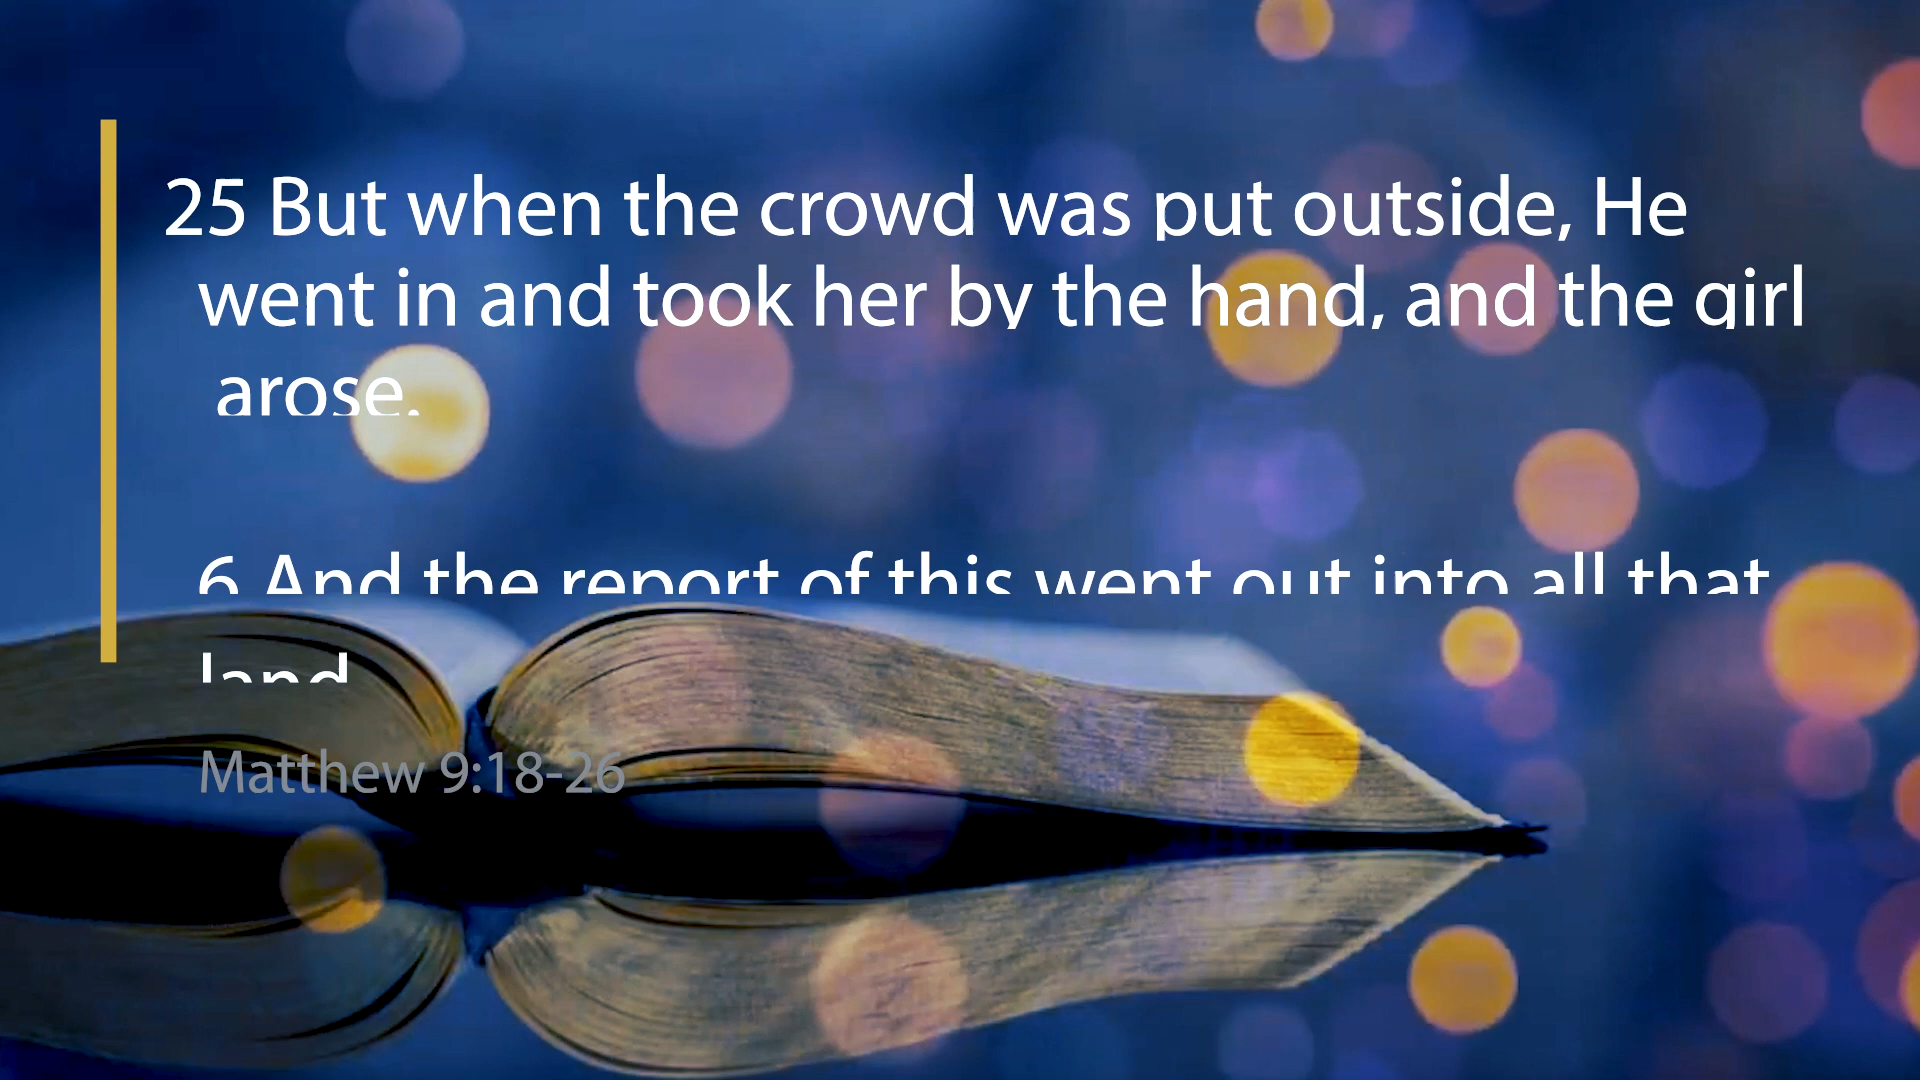 25 But when the crowd was put outside, He
went in and took her by the hand, and the girl
arose.
6 And the report of this went out into all that
land
Matthew 9:18-26